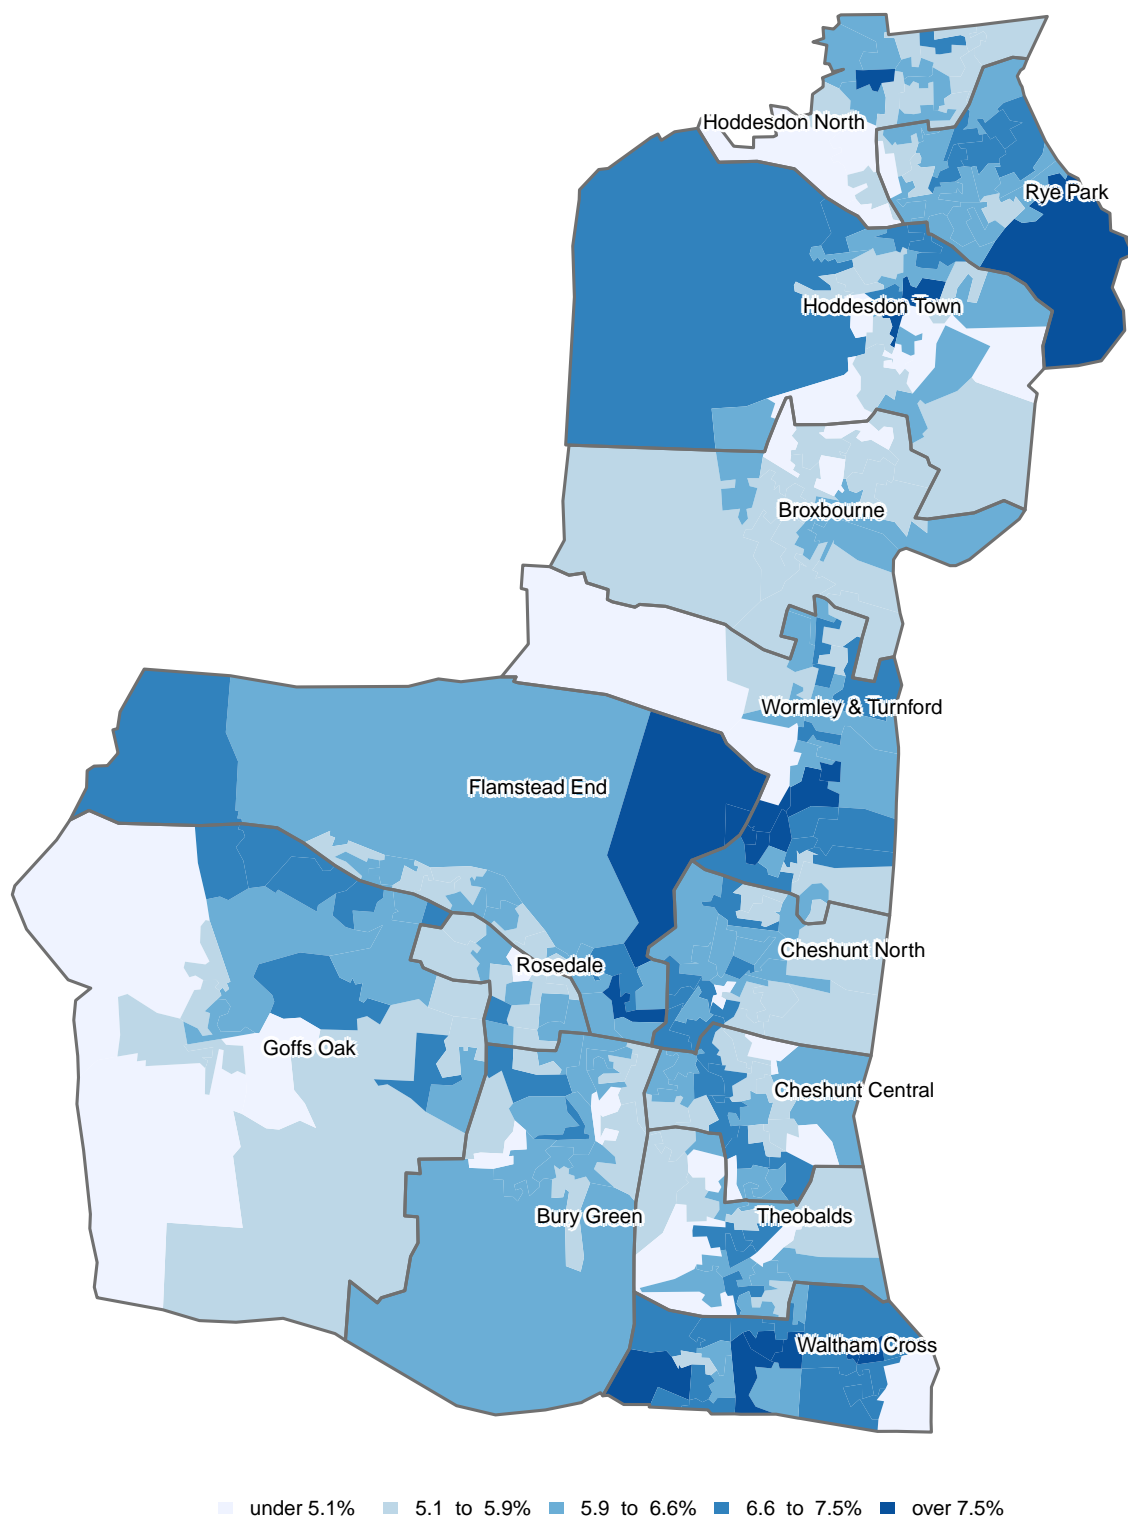 Hoddesdon North
Rye Park
Hoddesdon Town
Broxbourne
Wormley & Turnford
Flamstead End
Cheshunt North
Rosedale
Goffs Oak
Cheshunt Central
Bury Green
Theobalds
Waltham Cross
under 5.1% 5.1 to 5.9% 5.9 to 6.6% 6.6 to 7.5% over 7.5%